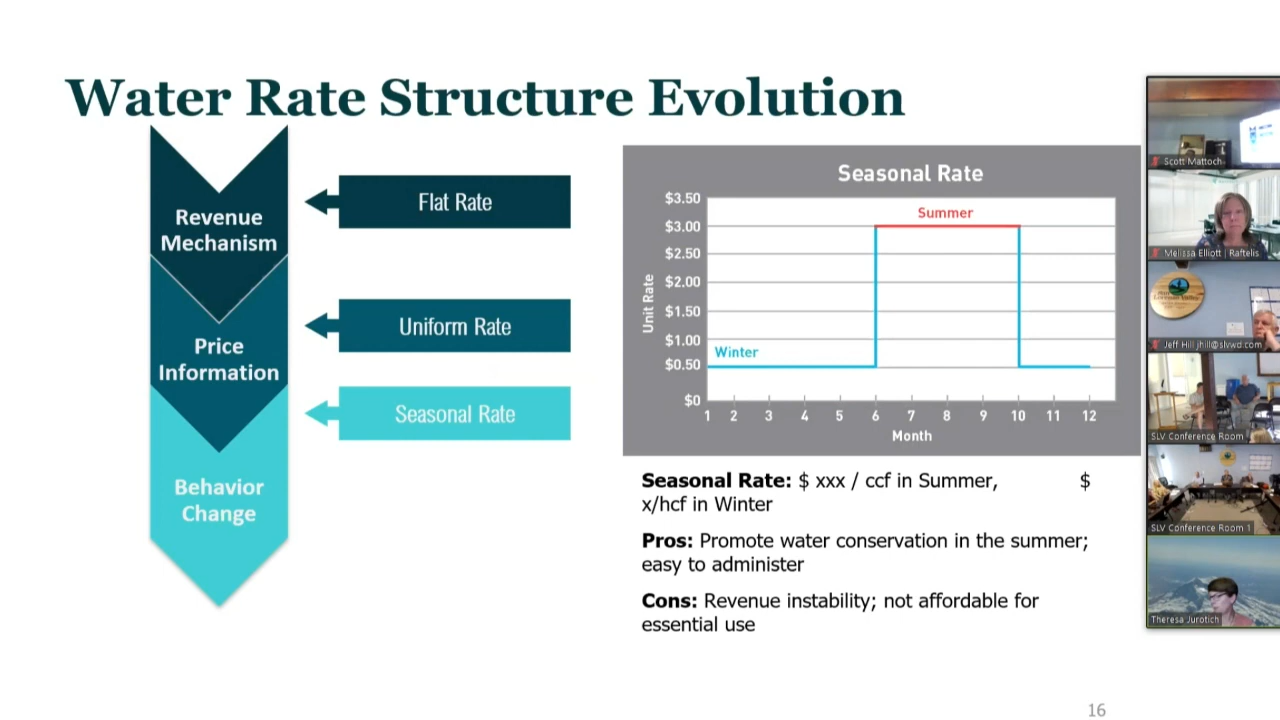 Water Rate Structure Evolution
Revenue
Mechanism
Price
Information
Behavior
Change
Flat Rate
Uniform Rate
Seasonal Rate
Seasonal Rate
$3.50
$3.00
$2.50
$2.00
$1.50
$1.00
$0.50
$0
Unit Rate
Summer
Winter
1 2 3 4 5 6 7 8 9 10 11 12
Month
Seasonal Rate: $ xxx / ccf in Summer, $
x/hcf in Winter
Pros: Promote water conservation in the summer;
easy to administer
Cons: Revenue instability; not affordable for
essential use
16
Scott Mattoch
Melissa Elliott | Raftelis
Jeff Hill jhill@slvwd.com
SLV Conference Room
SLV Conference Room 1
Theresa Jurotich